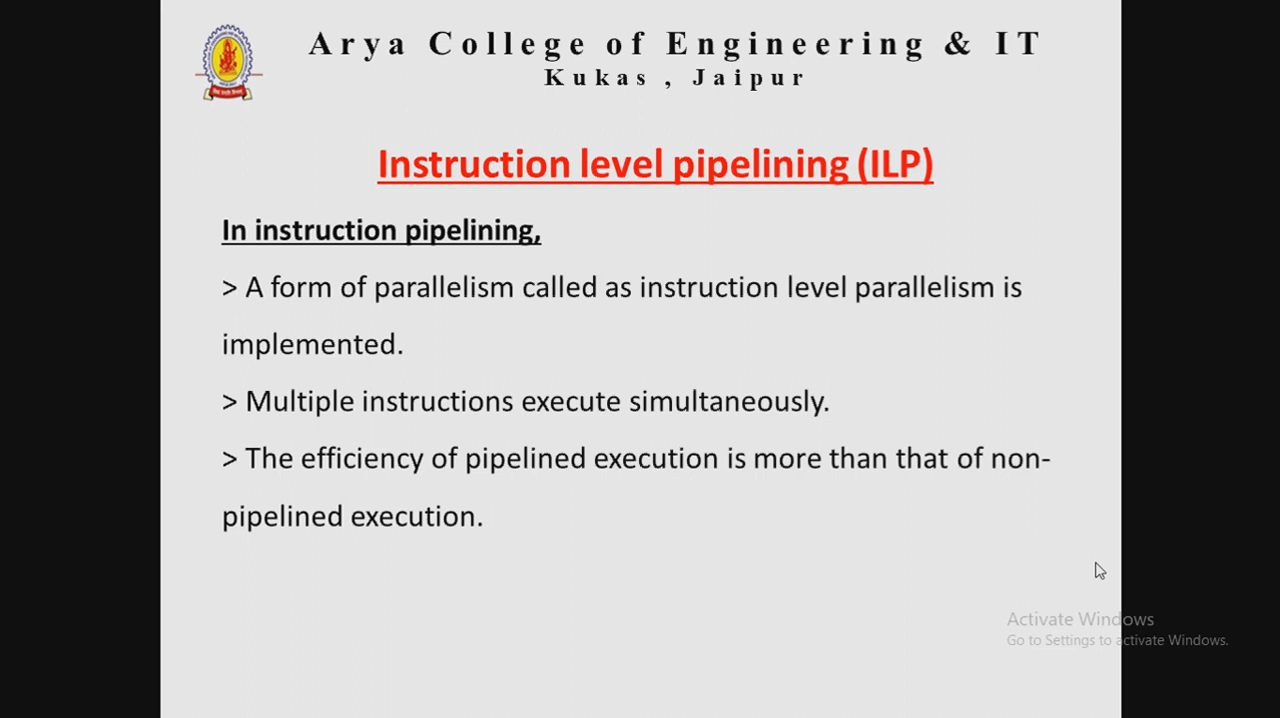 Arya College of Engineering & IT
Kukas , Jaipur
Instruction level pipelining (ILP)
In instruction pipelining,
> A form of parallelism called as instruction level parallelism is
implemented.
> Multiple instructions execute simultaneously.
> The efficiency of pipelined execution is more than that of non-
pipelined execution.
Activate Windows
Go to Settings to activate Windows.